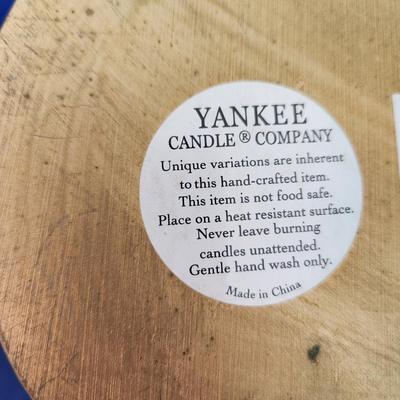 YANKEE
CANDLE® COMPANY
Unique variations are inherent
to this hand-crafted item.
This item is not food safe.
Place on a heat resistant surface.
Never leave burning
candles unattended.
Gentle hand wash only.
Made in China